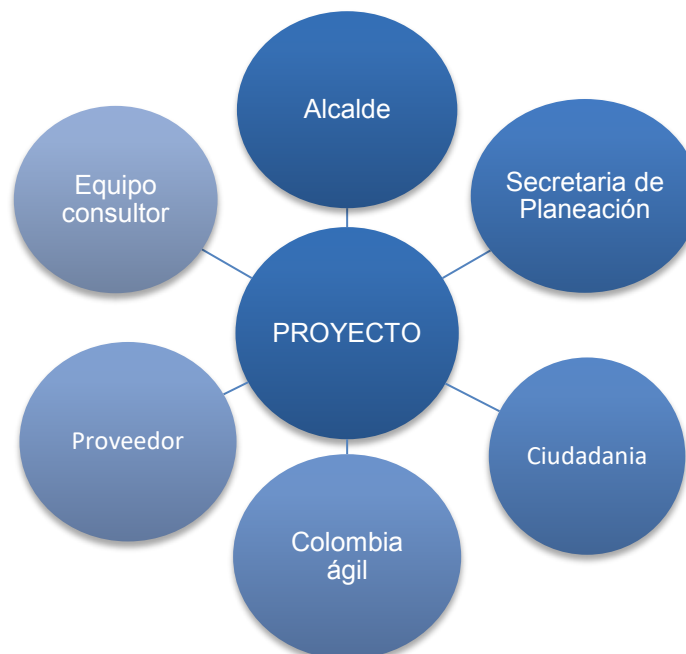 Alcalde
Equipo
consultor
Secretaria de
Planeación
PROYECTO
Proveedor
Ciudadania
Colombia
ágil